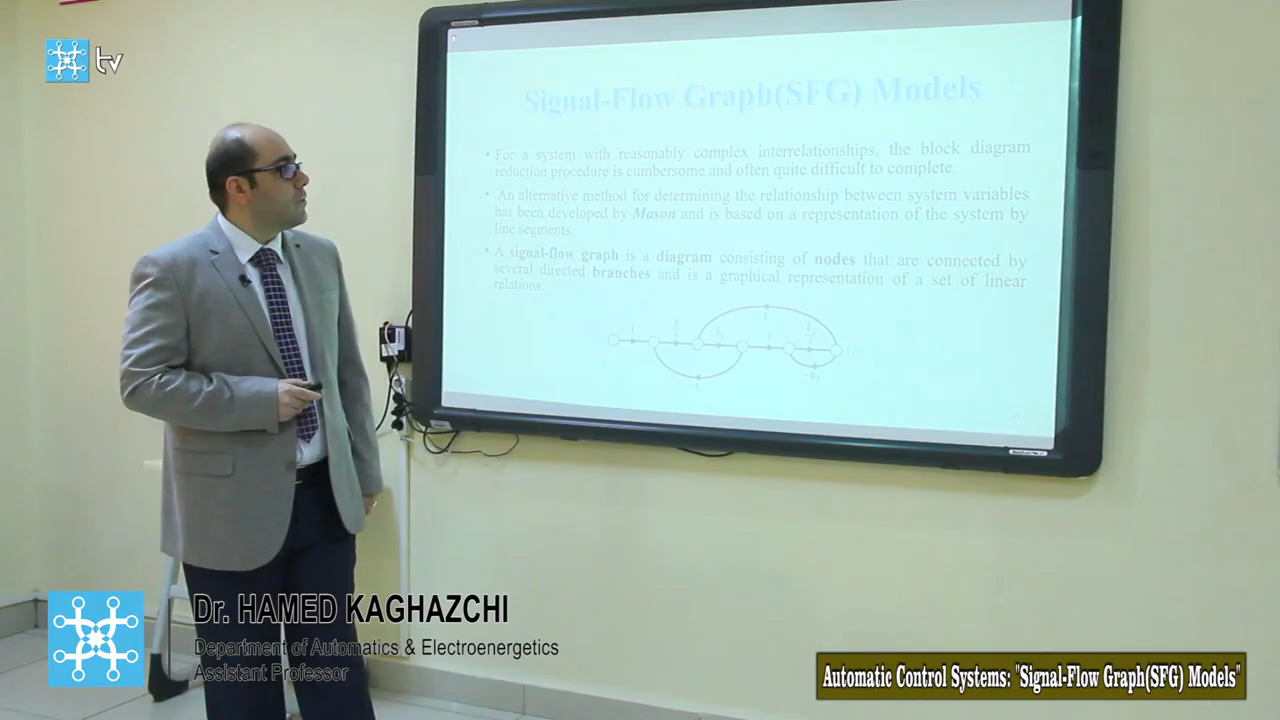 tv
Signal-Flow Graph(SFG) Models
• For a system with reasonably complex interrelationships, the block diagram
reduction procedure is cumbersome and often quite difficult to complete.
• An alternative method for determining the relationship between system variables
has been developed by Mason and is based on a representation of the system by
line segments.
• A signal-flow graph is a diagram consisting of nodes that are connected by
several directed branches and is a graphical representation of a set of linear
relations.
Dr. HAMED KAGHAZCHI
Department of Automatics & Electroenergetics
Assistant Professor
Automatic Control Systems: "Signal-Flow Graph(SFG) Models"